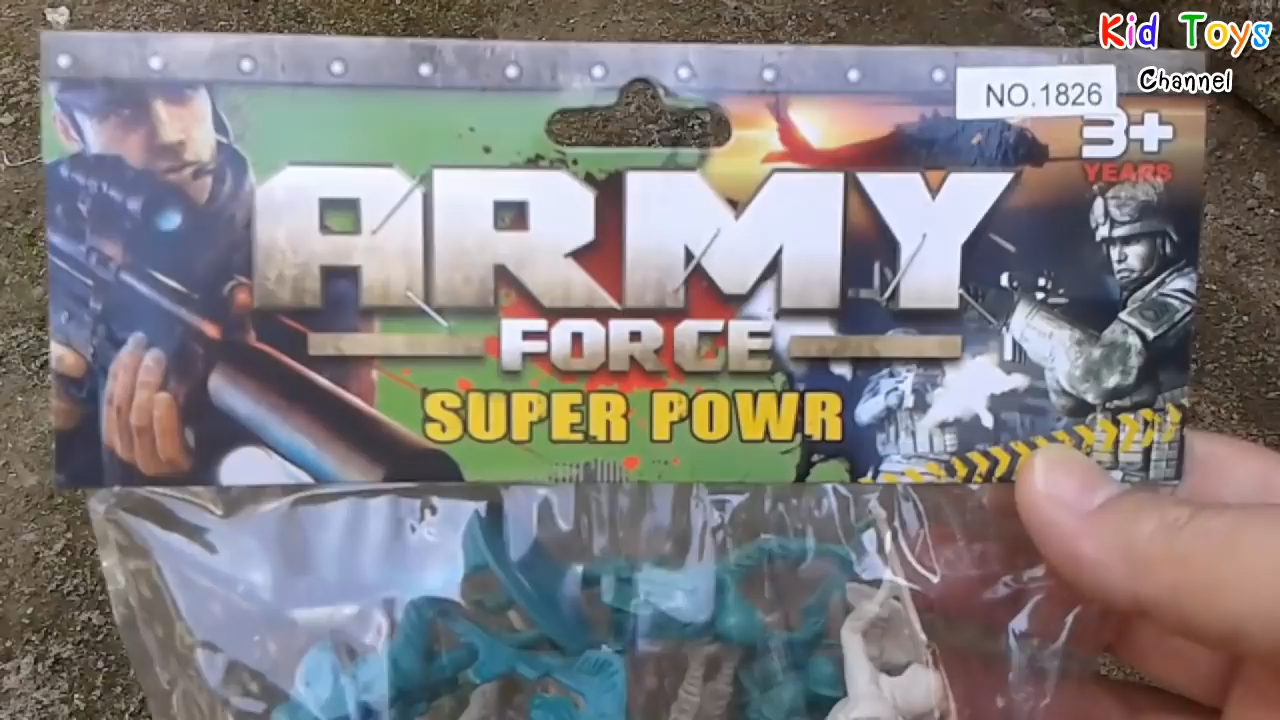 Kid Toys
Channel
NO.1826
3+
YEARS
ARMY
FORCE
SUPER POWR